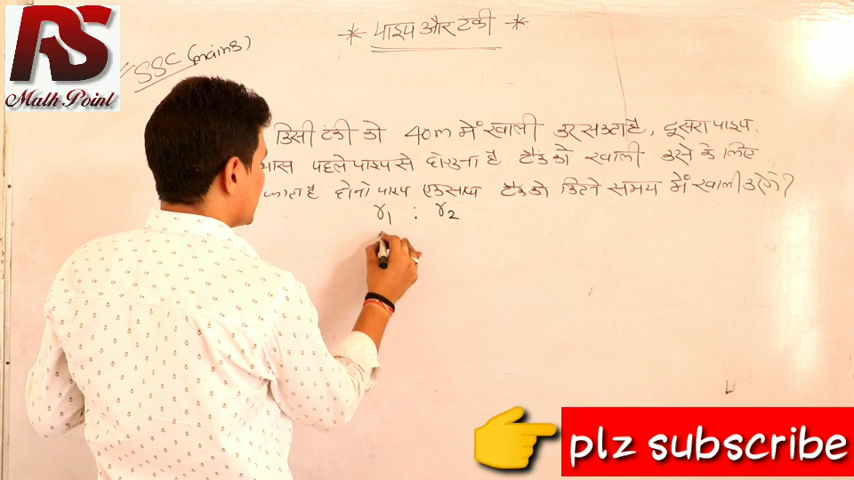 RS
Math Point
SSC (mains)
* पाइप और टंकी *
किसी टंकी को 40m में खाली कर सकता है, दूसरा पाइप
व्यास पहले पाइप से दोगुना है टैंक को खाली करने के लिए
जाता है दोनों पाइप एकसाथ टैंक को कितने समय में खाली करेंगे?
r₁ : r₂
plz subscribe